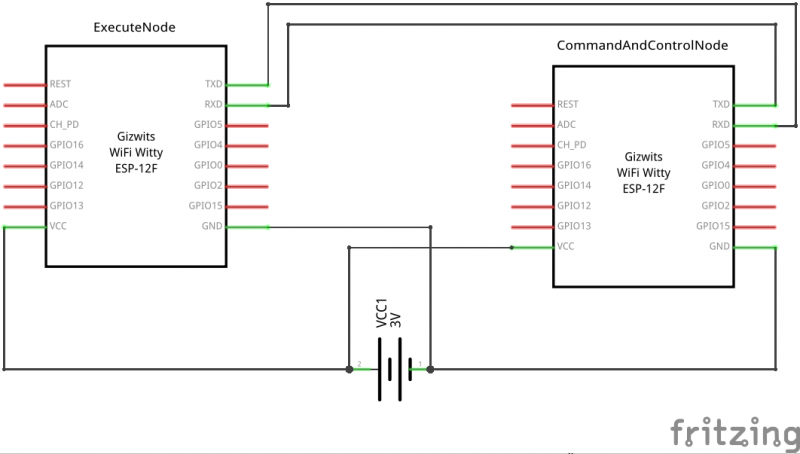 ExecuteNode
CommandAndControlNode
REST
ADC
CH_PD
GPIO16
GPIO14
GPIO12
GPIO13
VCC
Gizwits
WiFi Witty
ESP-12F
TXD
RXD
GPIO5
GPIO4
GPIO0
GPIO2
GPIO15
GND
REST
ADC
CH_PD
GPIO16
GPIO14
GPIO12
GPIO13
VCC
Gizwits
WiFi Witty
ESP-12F
TXD
RXD
GPIO5
GPIO4
GPIO0
GPIO2
GPIO15
GND
VCC1
3V
2
1
fritzing